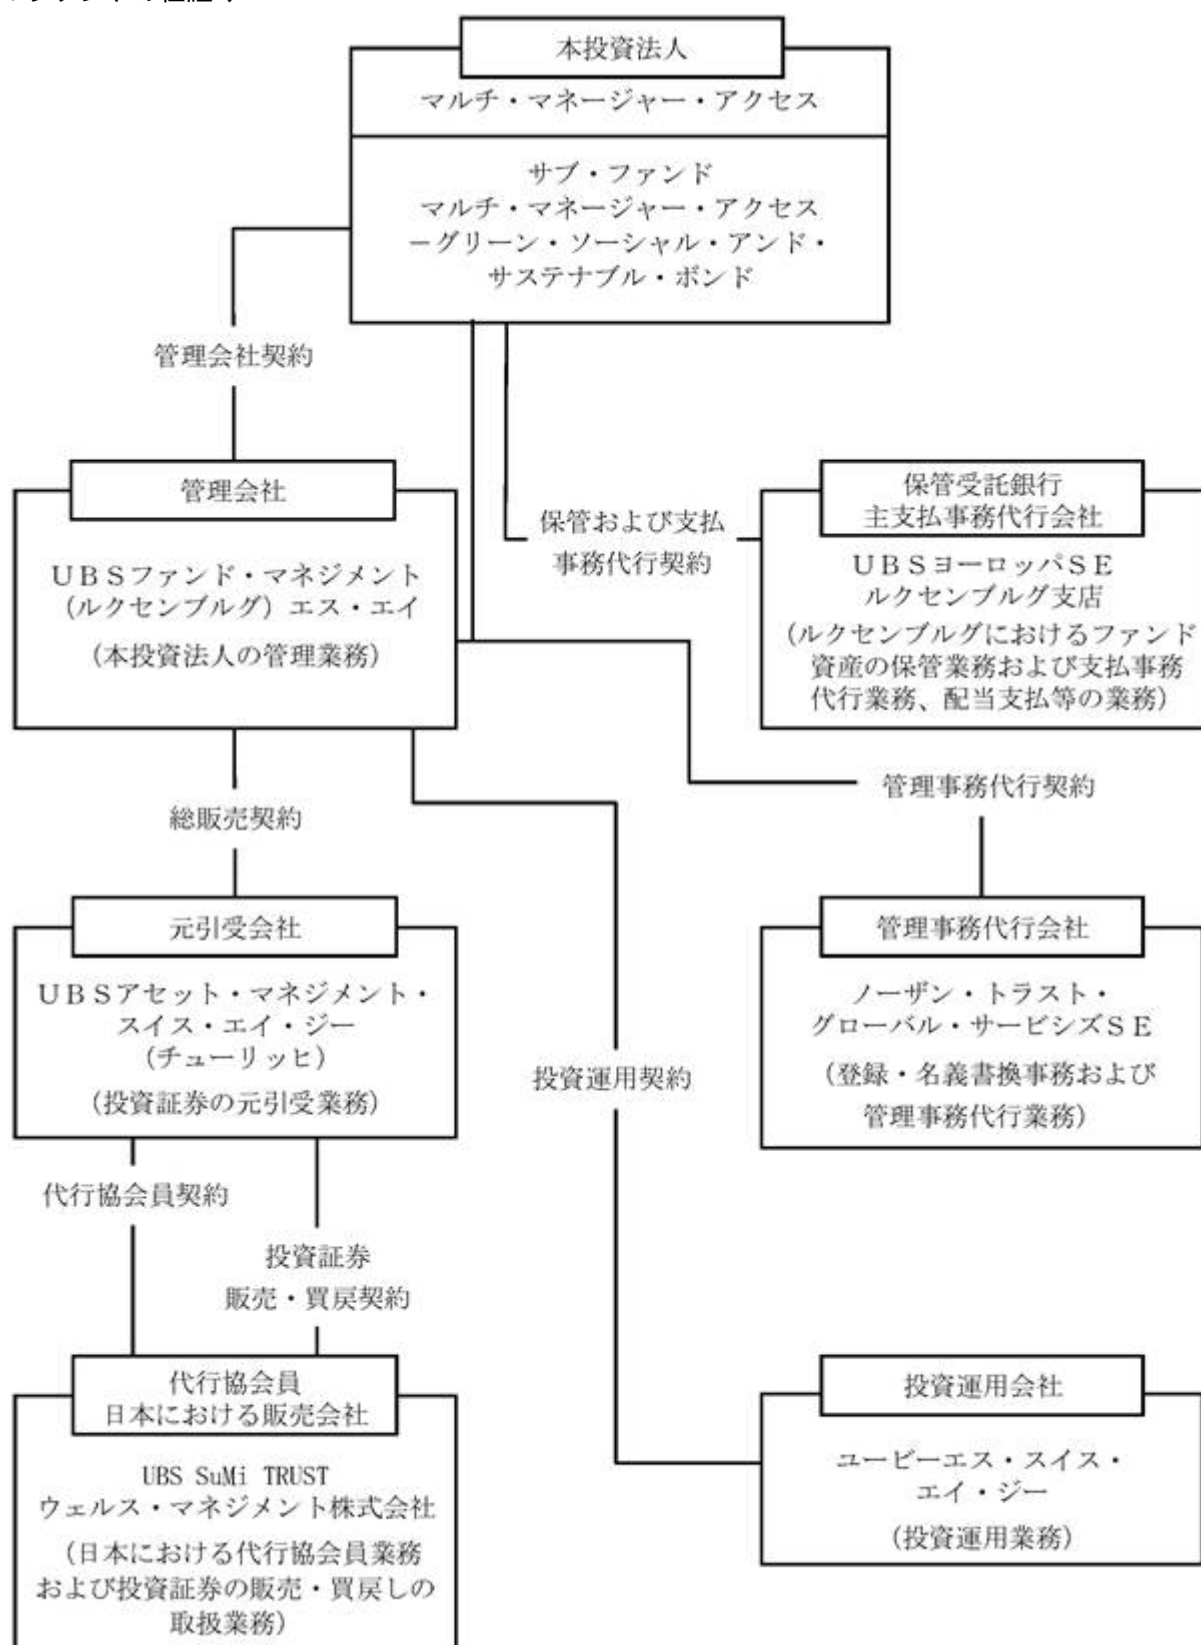 本投資法人
マルチ・マネージャー・アクセス
サブ・ファンド
マルチ・マネージャー・アクセス
－グリーン・ソーシャル・アンド・
サステナブル・ボンド
管理会社契約
管理会社
ＵＢＳファンド・マネジメント
（ルクセンブルグ）エス・エイ
（本投資法人の管理業務）
保管および支払
事務代行契約
保管受託銀行
主支払事務代行会社
ＵＢＳヨーロッパＳＥ
ルクセンブルグ支店
（ルクセンブルグにおけるファンド
資産の保管業務および支払事務
代行業務、配当支払等の業務）
管理事務代行契約
総販売契約
元引受会社
ＵＢＳアセット・マネジメント・
スイス・エイ・ジー
（チューリッヒ）
（投資証券の元引受業務）
投資運用契約
管理事務代行会社
ノーザン・トラスト・
グローバル・サービシズＳＥ
（登録・名義書換事務および
管理事務代行業務）
代行協会員契約
投資証券
販売・買戻契約
代行協会員
日本における販売会社
UBS SuMi TRUST
ウェルス・マネジメント株式会社
（日本における代行協会員業務
および投資証券の販売・買戻しの
取扱業務）
投資運用会社
ユービーエス・スイス・
エイ・ジー
（投資運用業務）